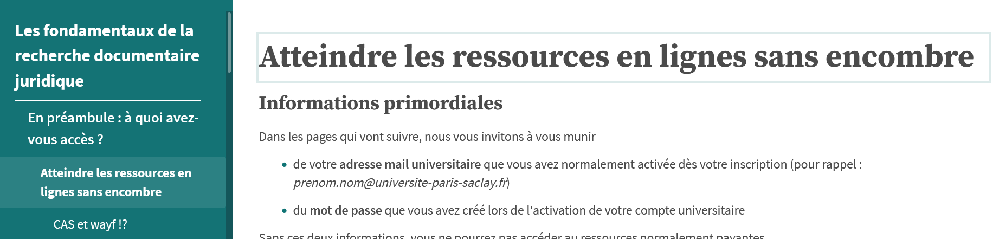 Les fondamentaux de la
recherche documentaire
juridique
En préambule : à quoi avez-
vous accès ?
Atteindre les ressources en
lignes sans encombre
CAS et wayf !?
Atteindre les ressources en lignes sans encombre
Informations primordiales
Dans les pages qui vont suivre, nous vous invitons à vous munir
de votre adresse mail universitaire que vous avez normalement activée dès votre inscription (pour rappel :
prenom.nom@universite-paris-saclay.fr)
du mot de passe que vous avez créé lors de l'activation de votre compte universitaire
Sans ces deux informations, vous ne pourrez pas accéder au ressources normalement payantes